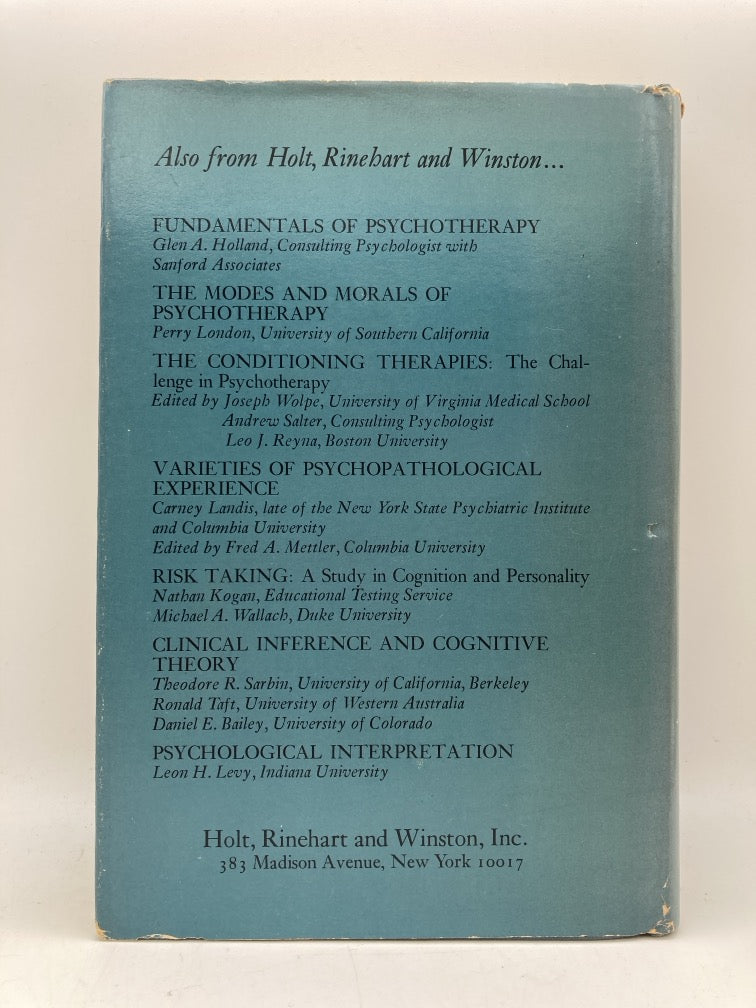 Also from Holt, Rinehart and Winston...
FUNDAMENTALS OF PSYCHOTHERAPY
Glen A. Holland, Consulting Psychologist with
Sanford Associates
THE MODES AND MORALS OF
PSYCHOTHERAPY
Perry London, University of Southern California
THE CONDITIONING THERAPIES: The Chal-
lenge in Psychotherapy
Edited by Joseph Wolpe, University of Virginia Medical School
Andrew Salter, Consulting Psychologist
Leo J. Reyna, Boston University
VARIETIES OF PSYCHOPATHOLOGICAL
EXPERIENCE
Carney Landis, late of the New York State Psychiatric Institute
and Columbia University
Edited by Fred A. Mettler, Columbia University
RISK TAKING: A Study in Cognition and Personality
Nathan Kogan, Educational Testing Service
Michael A. Wallach, Duke University
CLINICAL INFERENCE AND COGNITIVE
THEORY
Theodore R. Sarbin, University of California, Berkeley
Ronald Taft, University of Western Australia
Daniel E. Bailey, University of Colorado
PSYCHOLOGICAL INTERPRETATION
Leon H. Levy, Indiana University
Holt, Rinehart and Winston, Inc.
383 Madison Avenue, New York 10017